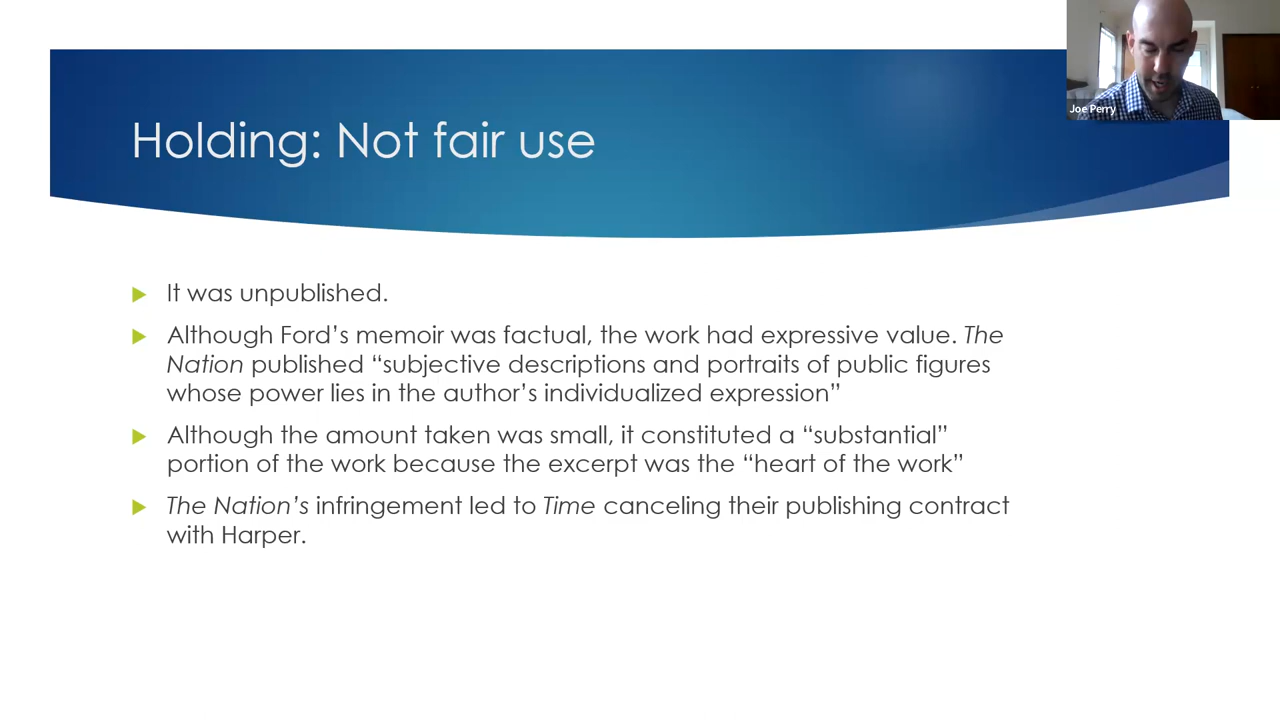 Joe Perry
Holding: Not fair use
It was unpublished.
Although Ford’s memoir was factual, the work had expressive value. The
Nation published “subjective descriptions and portraits of public figures
whose power lies in the author’s individualized expression”
Although the amount taken was small, it constituted a “substantial”
portion of the work because the excerpt was the “heart of the work”
The Nation’s infringement led to Time canceling their publishing contract
with Harper.